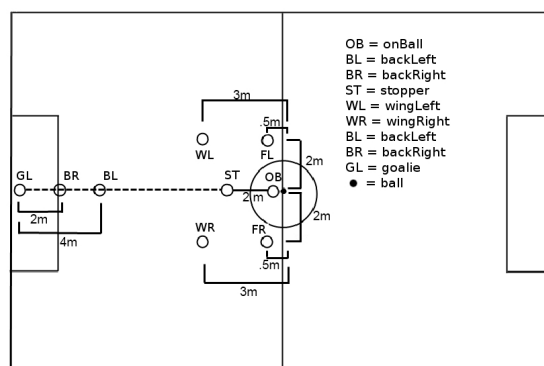 OB = onBall
BL = backLeft
BR = backRight
ST = stopper
WL = wingLeft
WR = wingRight
BL = backLeft
BR = backRight
GL = goalie
= ball
3m
.5m
WL
FL
2m
GL
BR
BL
ST
OB
2 m
2m
2m
4m
WR
FR
.5m
3m